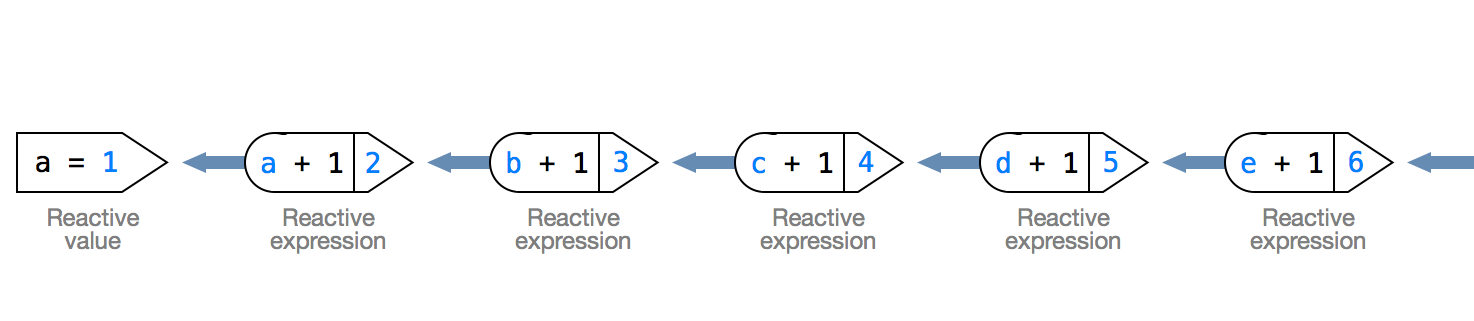 a = 1
a + 1 2
b + 1 3
c + 1 4
d + 1 5
e + 1 6
Reactive
value
Reactive
expression
Reactive
expression
Reactive
expression
Reactive
expression
Reactive
expression